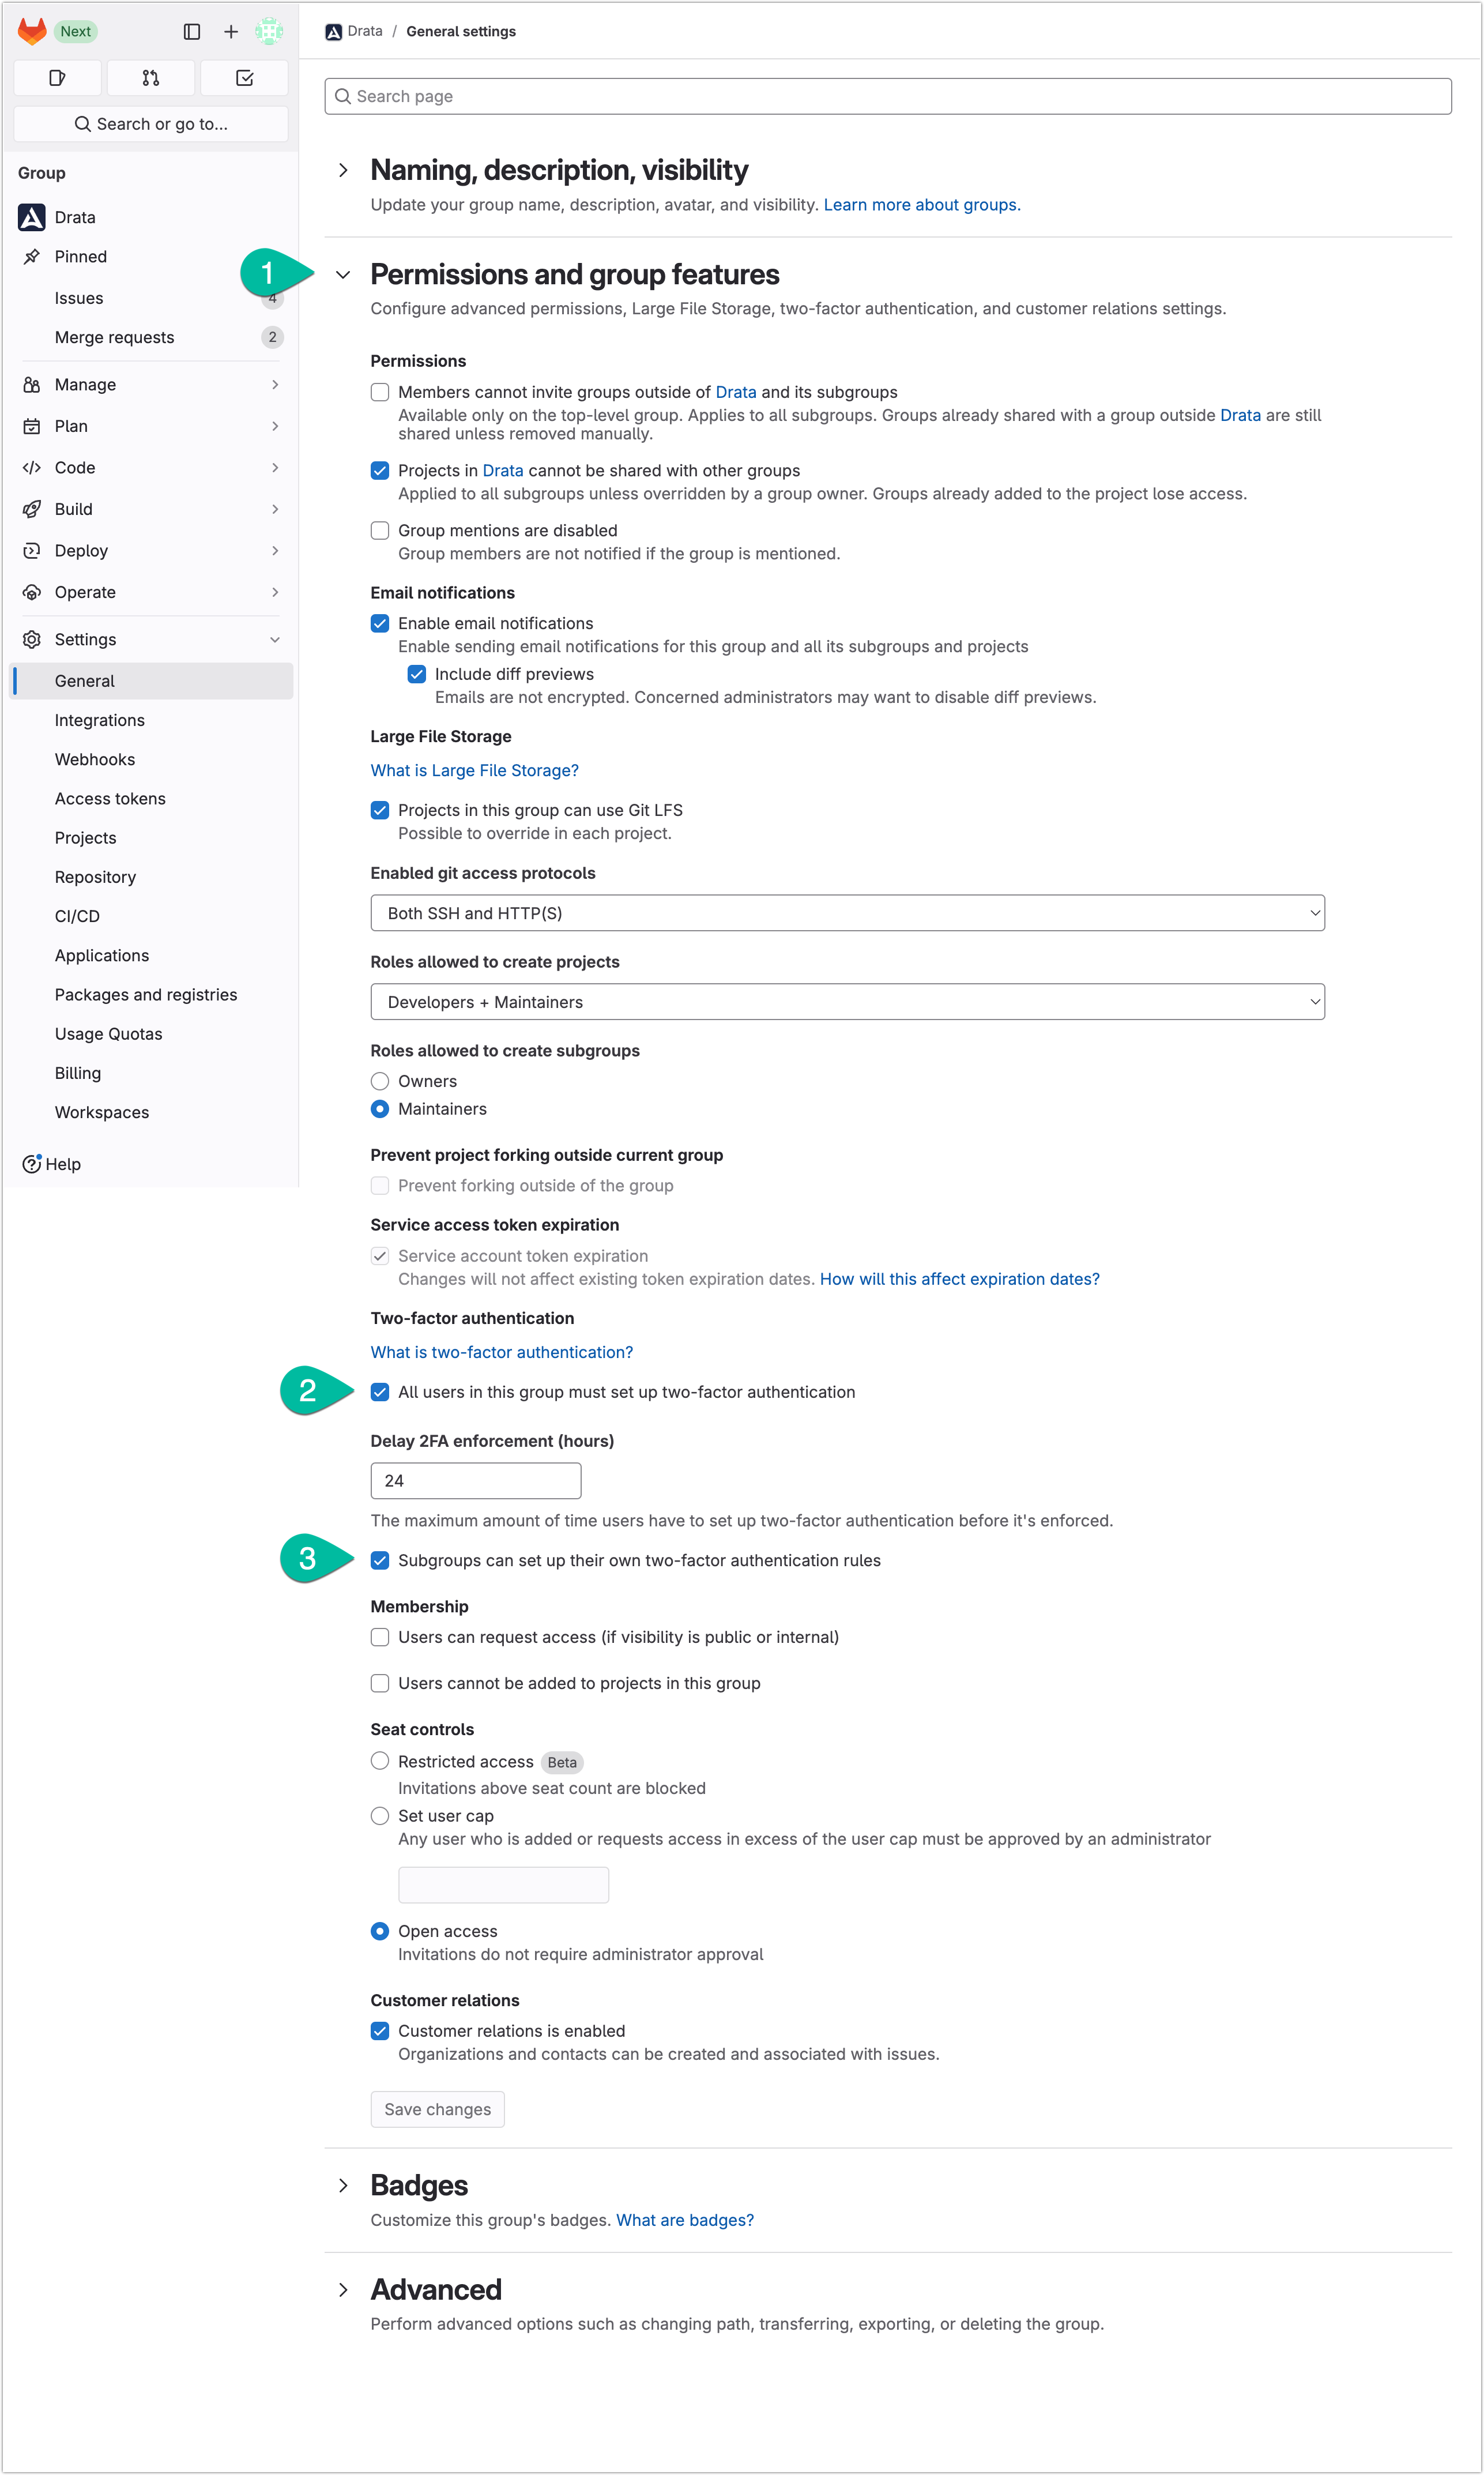 Next
Search or go to...
Group
Drata
Pinned
Issues
4
Merge requests
2
Manage
Plan
Code
Build
Deploy
Operate
Settings
General
Integrations
Webhooks
Access tokens
Projects
Repository
CI/CD
Applications
Packages and registries
Usage Quotas
Billing
Workspaces
Help
Drata / General settings
Search page
Naming, description, visibility
Update your group name, description, avatar, and visibility. Learn more about groups.
1
Permissions and group features
Configure advanced permissions, Large File Storage, two-factor authentication, and customer relations settings.
Permissions
Members cannot invite groups outside of Drata and its subgroups
Available only on the top-level group. Applies to all subgroups. Groups already shared with a group outside Drata are still
shared unless removed manually.
Projects in Drata cannot be shared with other groups
Applied to all subgroups unless overridden by a group owner. Groups already added to the project lose access.
Group mentions are disabled
Group members are not notified if the group is mentioned.
Email notifications
Enable email notifications
Enable sending email notifications for this group and all its subgroups and projects
Include diff previews
Emails are not encrypted. Concerned administrators may want to disable diff previews.
Large File Storage
What is Large File Storage?
Projects in this group can use Git LFS
Possible to override in each project.
Enabled git access protocols
Both SSH and HTTP(S)
Roles allowed to create projects
Developers + Maintainers
Roles allowed to create subgroups
Owners
Maintainers
Prevent project forking outside current group
Prevent forking outside of the group
Service access token expiration
Service account token expiration
Changes will not affect existing token expiration dates. How will this affect expiration dates?
Two-factor authentication
What is two-factor authentication?
2
All users in this group must set up two-factor authentication
Delay 2FA enforcement (hours)
24
The maximum amount of time users have to set up two-factor authentication before it's enforced.
3
Subgroups can set up their own two-factor authentication rules
Membership
Users can request access (if visibility is public or internal)
Users cannot be added to projects in this group
Seat controls
Restricted access Beta
Invitations above seat count are blocked
Set user cap
Any user who is added or requests access in excess of the user cap must be approved by an administrator
Open access
Invitations do not require administrator approval
Customer relations
Customer relations is enabled
Organizations and contacts can be created and associated with issues.
Save changes
Badges
Customize this group's badges. What are badges?
Advanced
Perform advanced options such as changing path, transferring, exporting, or deleting the group.